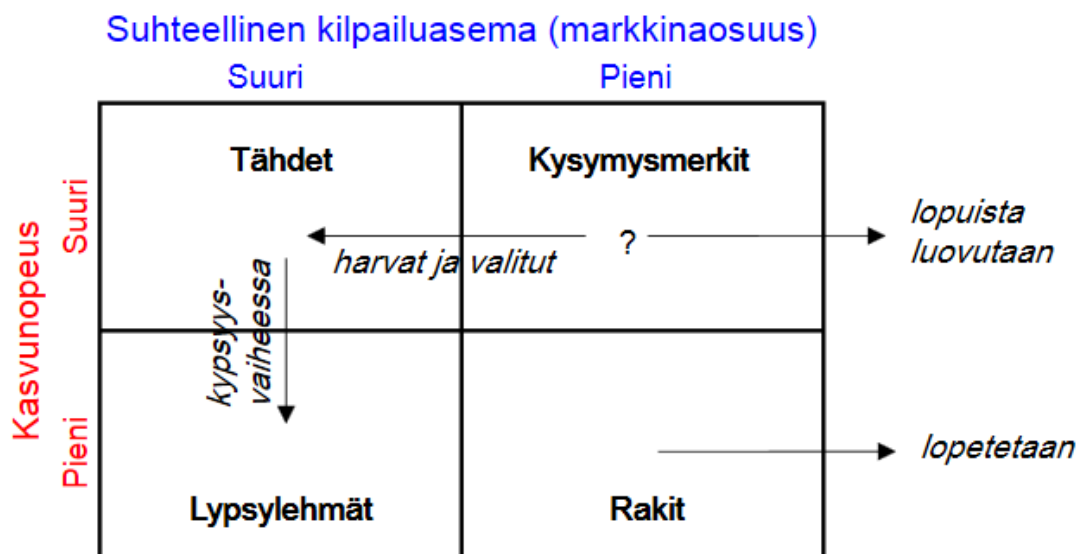 Suhteellinen kilpailuasema (markkinaosuus)
Suuri
Pieni
Kasvunopeus
Suuri
Pieni
Tähdet
Kysymysmerkit
harvat ja valitut
?
lopuista
luovutaan
kypsyys-
vaiheessa
Lypsylehmät
Rakit
lopetetaan